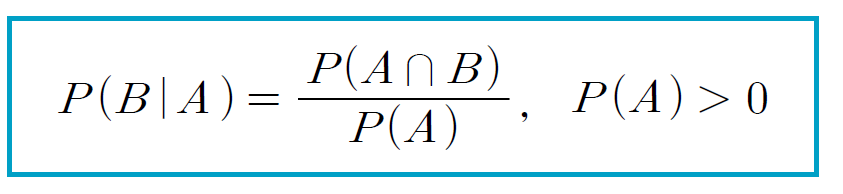 P(B|A) = P(A ∩ B) / P(A) , P(A) > 0